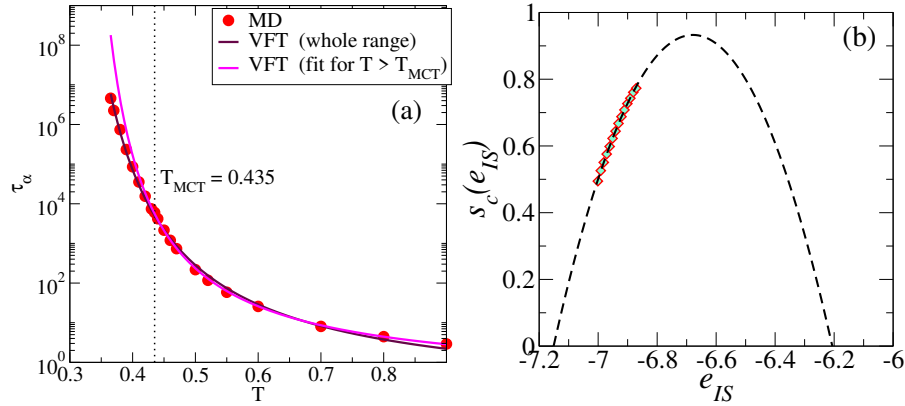 MD
VFT (whole range)
VFT (fit for T > T_MCT)
(a)
T_MCT = 0.435
τ_α
10^8
10^6
10^4
10^2
10^0
0.3 0.4 0.5 0.6 0.7 0.8
T
(b)
s_c(e_IS)
1
0.8
0.6
0.4
0.2
0
-7.2 -7 -6.8 -6.6 -6.4 -6.2 -6
e_IS